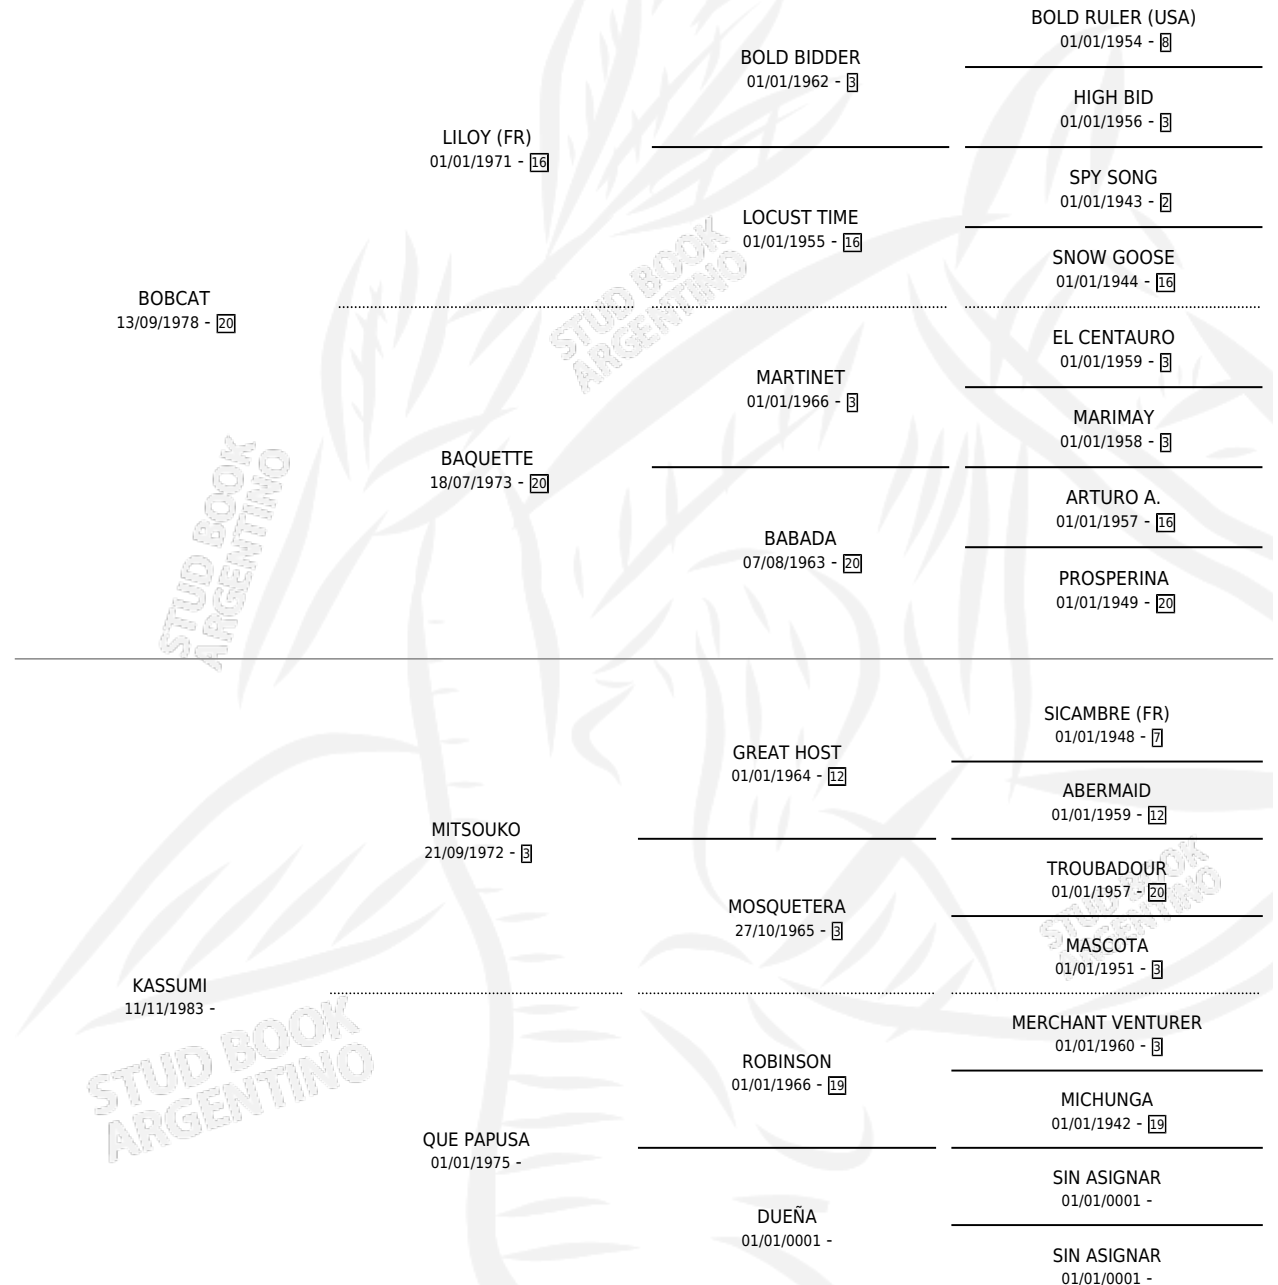 BOLD RULER (USA)
01/01/1954 - 8
BOLD BIDDER
01/01/1962 - 3
HIGH BID
01/01/1956 - 3
LILOY (FR)
01/01/1971 - 16
SPY SONG
01/01/1943 - 2
LOCUST TIME
01/01/1955 - 16
SNOW GOOSE
01/01/1944 - 16
BOBCAT
13/09/1978 - 20
STUD BOOK
ARGENTINO
EL CENTAURO
01/01/1959 - 3
MARTINET
01/01/1966 - 3
MARIMAY
01/01/1958 - 3
BAQUETTE
18/07/1973 - 20
ARTURO A.
01/01/1957 - 16
BABADA
07/08/1963 - 20
PROSPERINA
01/01/1949 - 20
STUD BOOK
ARGENTINO
SICAMBRE (FR)
01/01/1948 - 7
GREAT HOST
01/01/1964 - 12
ABERMAID
01/01/1959 - 12
MITSOUKO
21/09/1972 - 3
TROUBADOUR
01/01/1957 - 20
MOSQUETERA
27/10/1965 - 3
MASCOTA
01/01/1951 - 3
STUD BOOK
ARGENTINO
KASSUMI
11/11/1983 -
MERCHANT VENTURER
01/01/1960 - 3
ROBINSON
01/01/1966 - 19
MICHUNGA
01/01/1942 - 19
STUD BOOK
ARGENTINO
QUE PAPUSA
01/01/1975 -
SIN ASIGNAR
01/01/0001 -
DUEÑA
01/01/0001 -
SIN ASIGNAR
01/01/0001 -